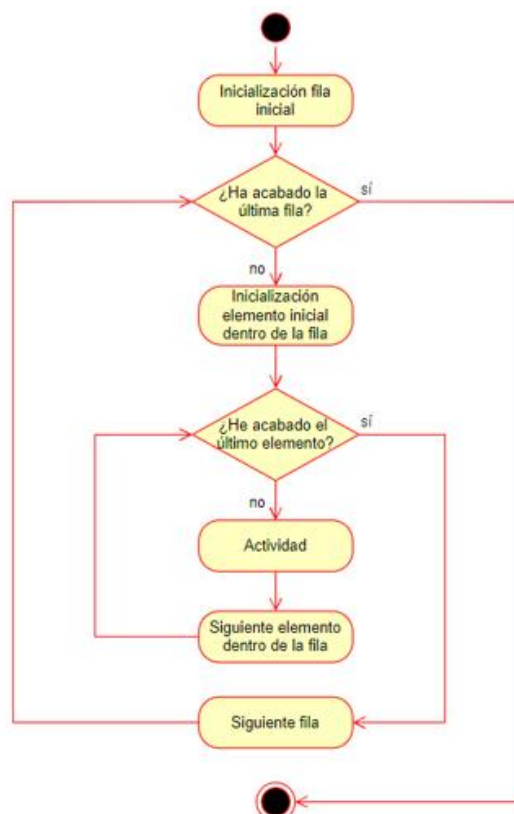 Inicialización fila
inicial
¿Ha acabado la
última fila?
sí
no
Inicialización
elemento inicial
dentro de la fila
¿He acabado el
último elemento?
sí
no
Actividad
Siguiente elemento
dentro de la fila
Siguiente fila